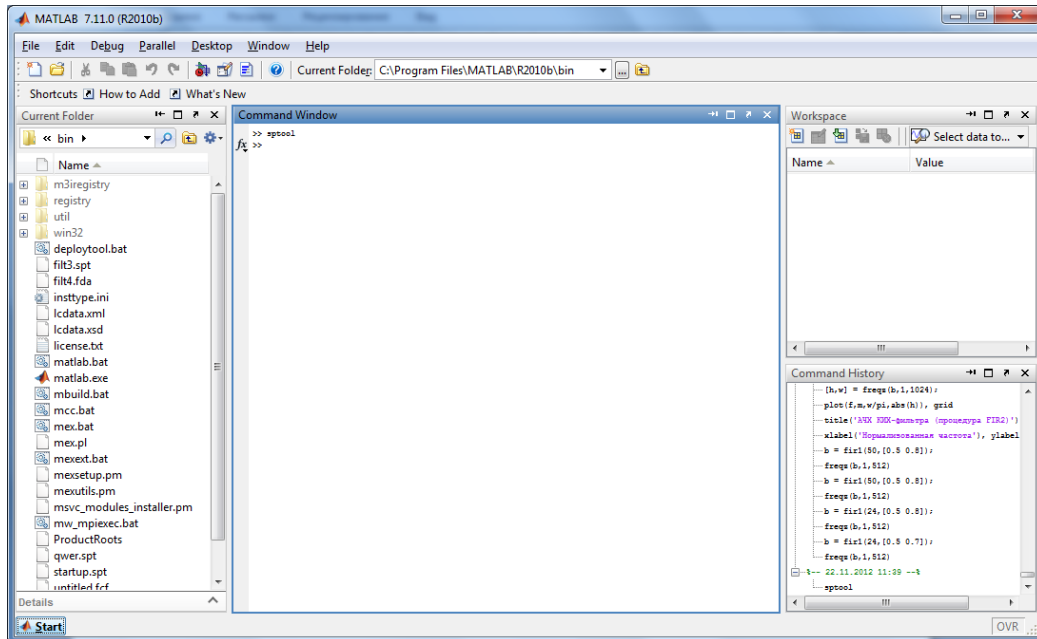 MATLAB 7.11.0 (R2010b)
File Edit Debug Parallel Desktop Window Help
Current Folder: C:\Program Files\MATLAB\R2010b\bin
Shortcuts How to Add What's New
Current Folder
« bin
Name
m3iregistry
registry
util
win32
deploytool.bat
filt3.spt
filt4.fda
insttype.ini
lcdata.xml
lcdata.xsd
license.txt
matlab.bat
matlab.exe
mbuild.bat
mcc.bat
mex.bat
mex.pl
mexext.bat
mexsetup.pm
mexutils.pm
msvc_modules_installer.pm
mw_mpiexec.bat
ProductRoots
qwer.spt
startup.spt
untitled.fcf
Details
Command Window
>> sptool
fx >>
Workspace
Select data to...
Name Value
Command History
[h,w] = freqz(b,1,1024);
plot(f,m,w/pi,abs(h)), grid
title('АЧХ КИХ-фильтра (процедура FIR2)')
xlabel('Нормализованная частота'), ylabel
b = fir1(50,[0.5 0.8]);
freqz(b,1,512)
b = fir1(50,[0.5 0.8]);
freqz(b,1,512)
b = fir1(24,[0.5 0.8]);
freqz(b,1,512)
b = fir1(24,[0.5 0.7]);
freqz(b,1,512)
%-- 22.11.2012 11:39 --%
sptool
Start
OVR